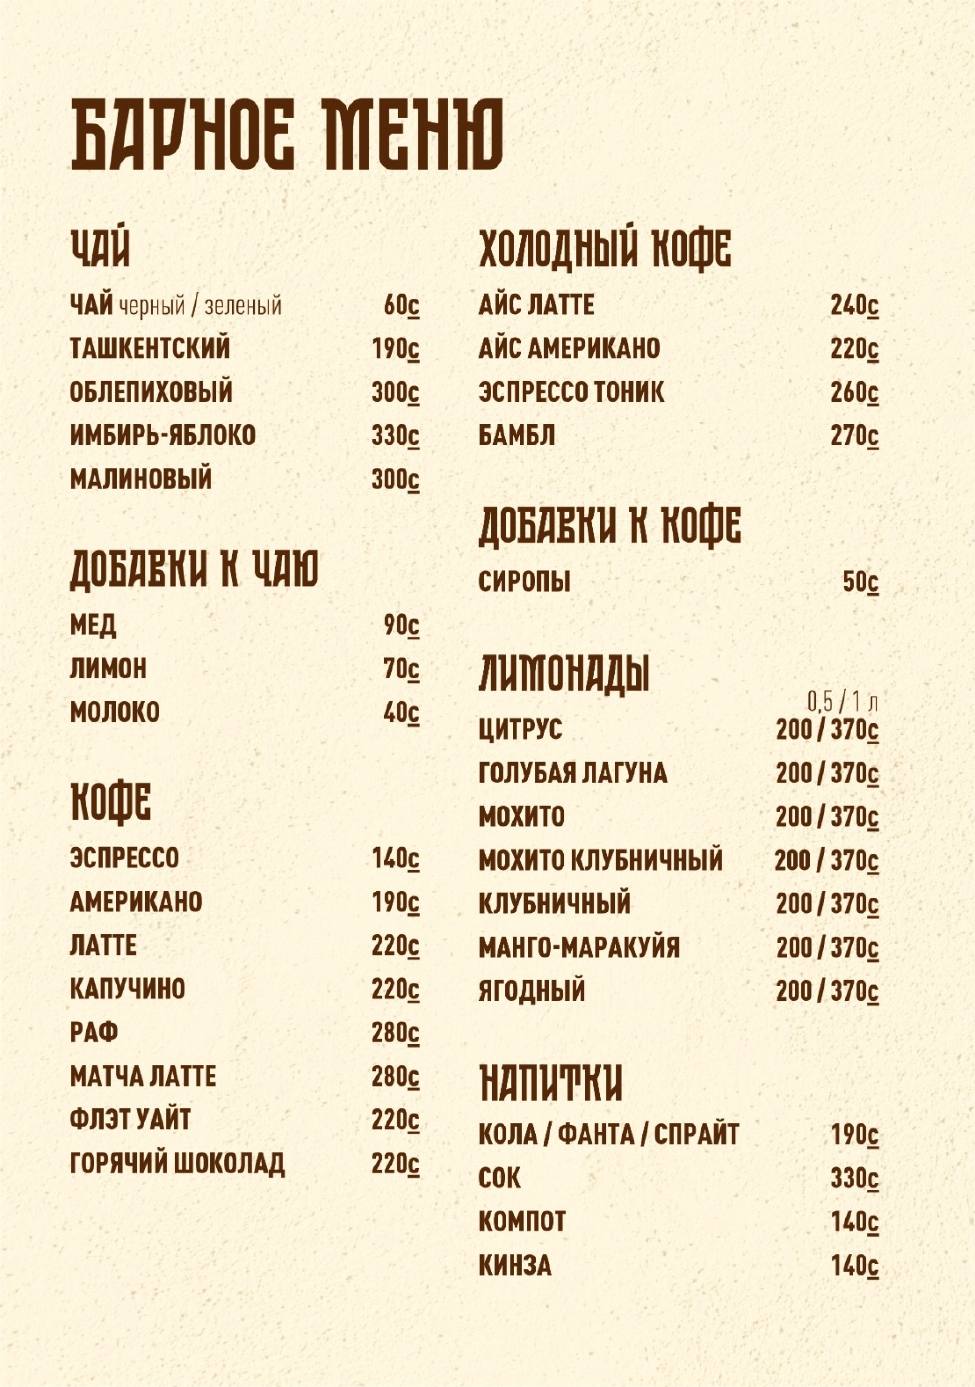 БАРНОЕ МЕНЮ
ЧАЙ
ЧАЙ черный / зеленый 60с
ТАШКЕНТСКИЙ 190с
ОБЛЕПИХОВЫЙ 300с
ИМБИРЬ-ЯБЛОКО 330с
МАЛИНОВЫЙ 300с
ДОБАВКИ К ЧАЮ
МЕД 90с
ЛИМОН 70с
МОЛОКО 40с
КОФЕ
ЭСПРЕССО 140с
АМЕРИКАНО 190с
ЛАТТЕ 220с
КАПУЧИНО 220с
РАФ 280с
МАТЧА ЛАТТЕ 280с
ФЛЭТ УАЙТ 220с
ГОРЯЧИЙ ШОКОЛАД 220с
ХОЛОДНЫЙ КОФЕ
АЙС ЛАТТЕ 240с
АЙС АМЕРИКАНО 220с
ЭСПРЕССО ТОНИК 260с
БАМБЛ 270с
ДОБАВКИ К КОФЕ
СИРОПЫ 50с
ЛИМОНАДЫ
0,5 / 1 л
ЦИТРУС 200 / 370с
ГОЛУБАЯ ЛАГУНА 200 / 370с
МОХИТО 200 / 370с
МОХИТО КЛУБНИЧНЫЙ 200 / 370с
КЛУБНИЧНЫЙ 200 / 370с
МАНГО-МАРАКУЙЯ 200 / 370с
ЯГОДНЫЙ 200 / 370с
НАПИТКИ
КОЛА / ФАНТА / СПРАЙТ 190с
СОК 330с
КОМПОТ 140с
КИНЗА 140с